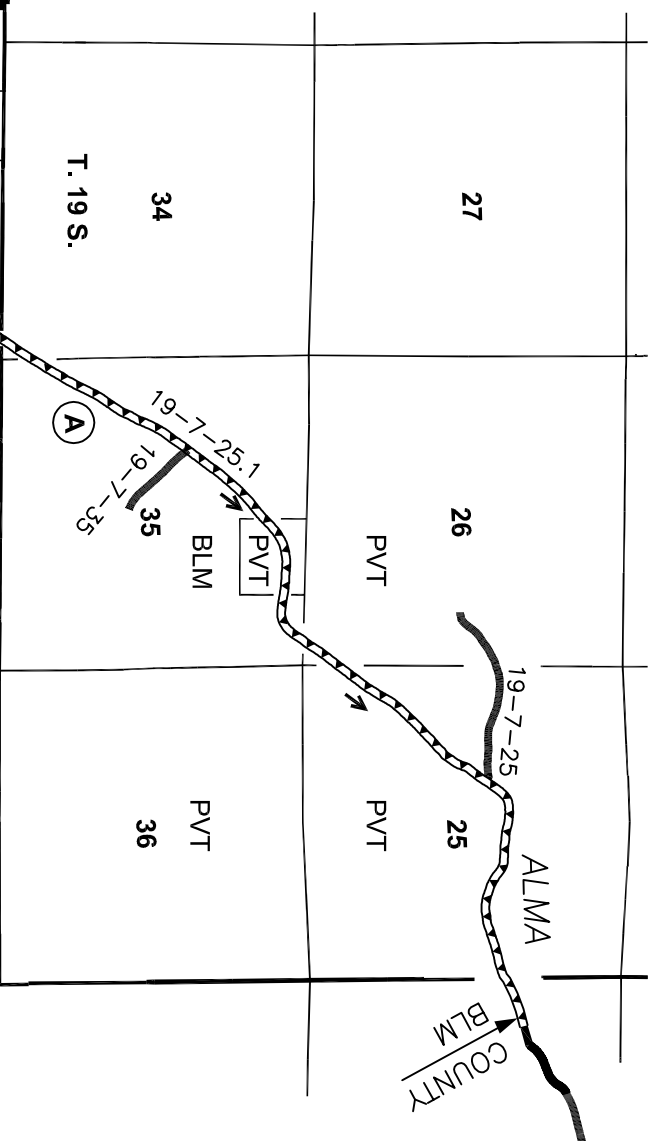 27
34
T. 19 S.
19-7-25.1
A
19-7-35
35
BLM
PVT
PVT
26
19-7-25
PVT
36
PVT
25
ALMA
BLM
COUNTY